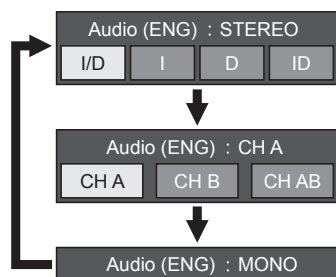 Audio (ENG) : STEREO
I/D I D ID
Audio (ENG) : CH A
CH A CH B CH AB
Audio (ENG) : MONO